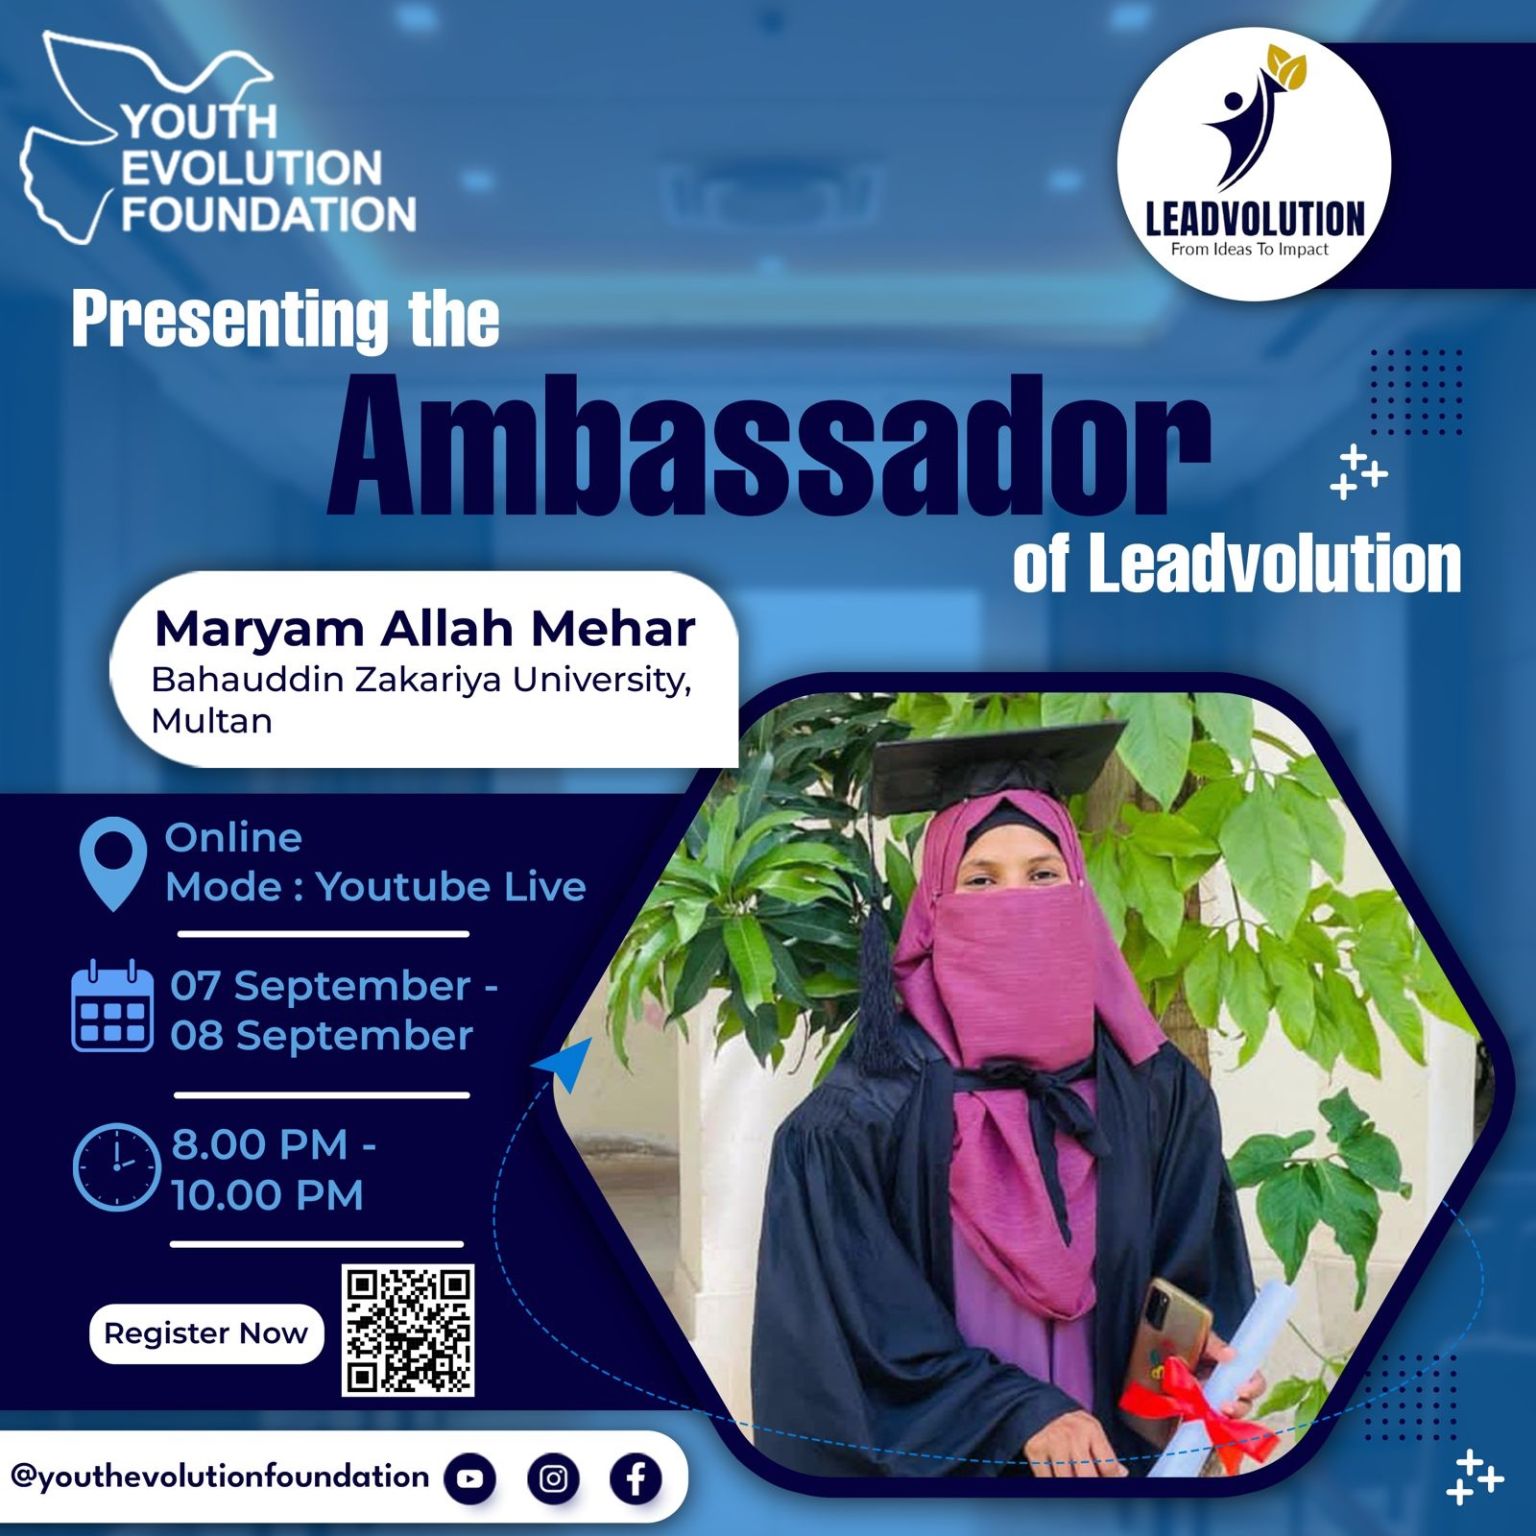 YOUTH
EVOLUTION
FOUNDATION
LEADVOLUTION
From Ideas To Impact
Presenting the
Ambassador
of Leadvolution
Maryam Allah Mehar
Bahauddin Zakariya University,
Multan
Online
Mode : Youtube Live
07 September -
08 September
8.00 PM -
10.00 PM
Register Now
@youthevolutionfoundation